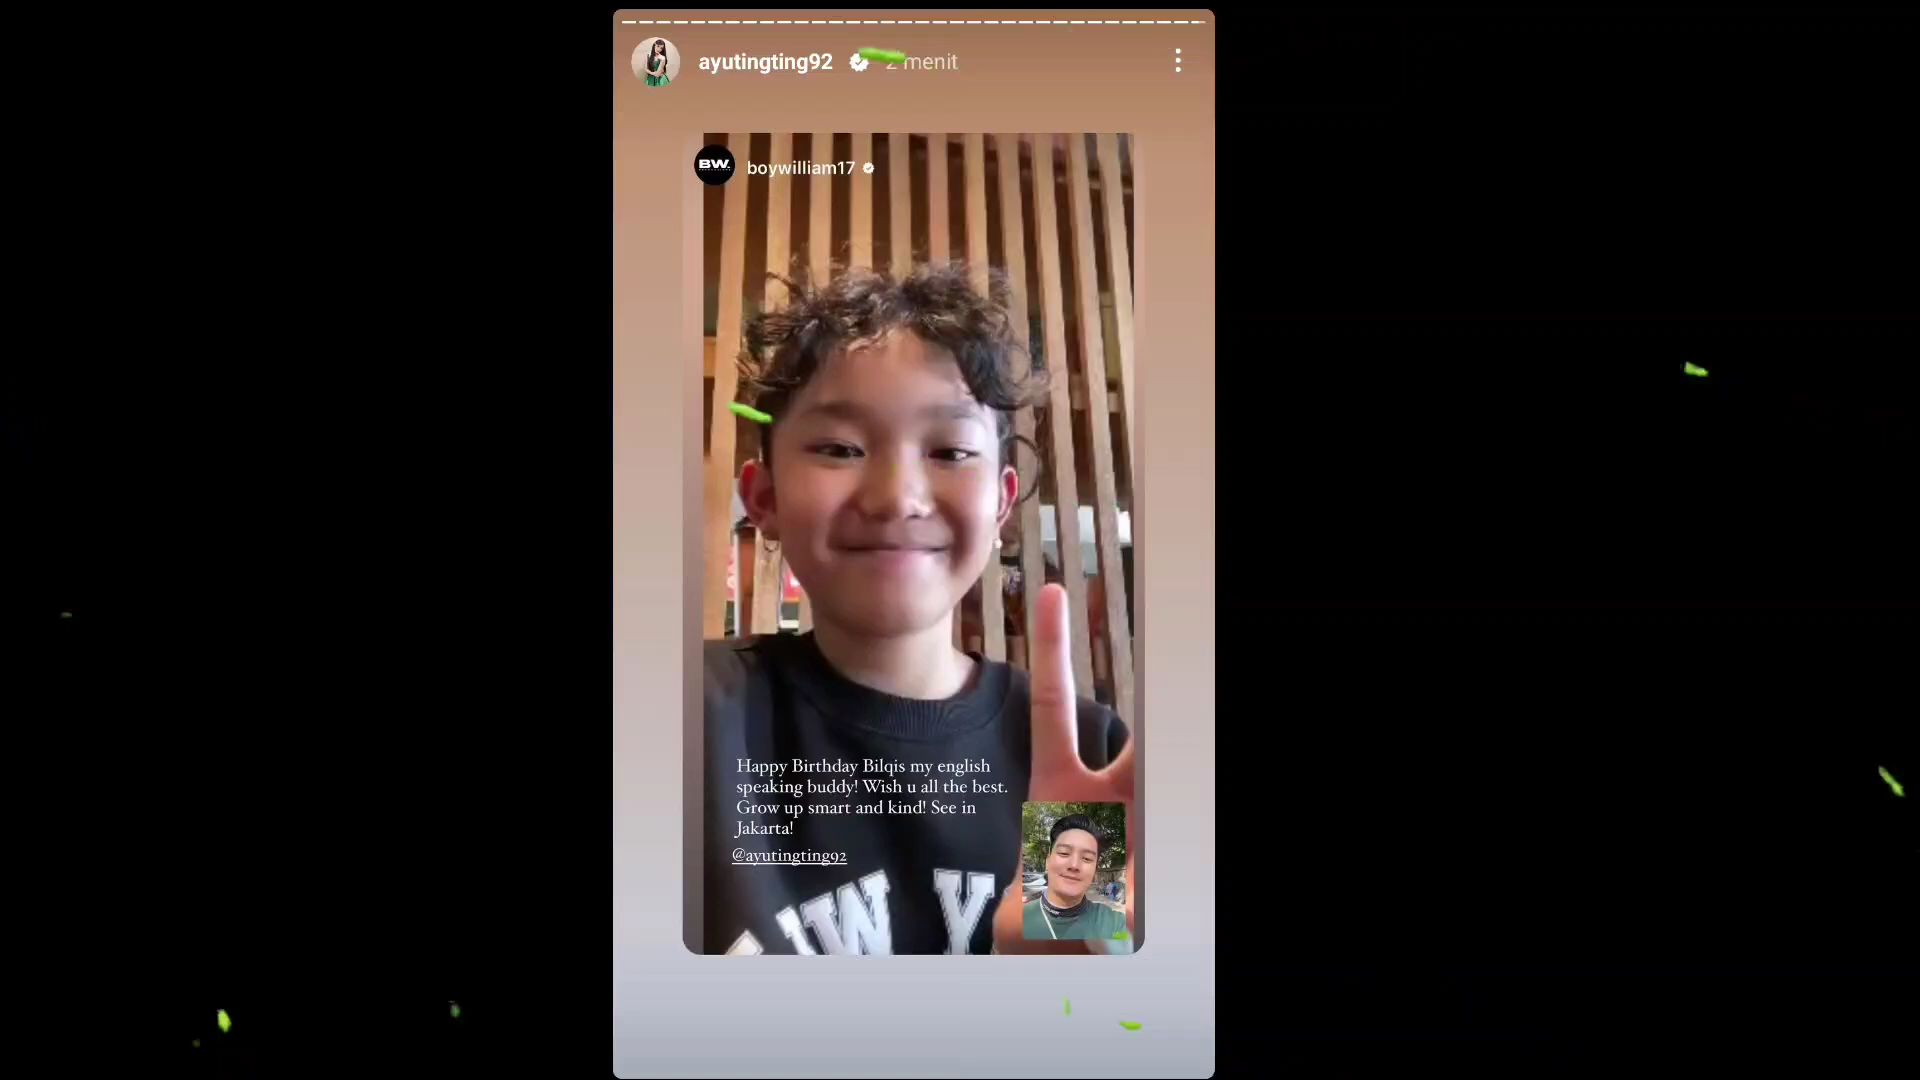 ayutingting92 2 menit
BW.
boywilliam17
Happy Birthday Bilqis my english
speaking buddy! Wish u all the best.
Grow up smart and kind! See in
Jakarta!
@ayutingting92
W Y